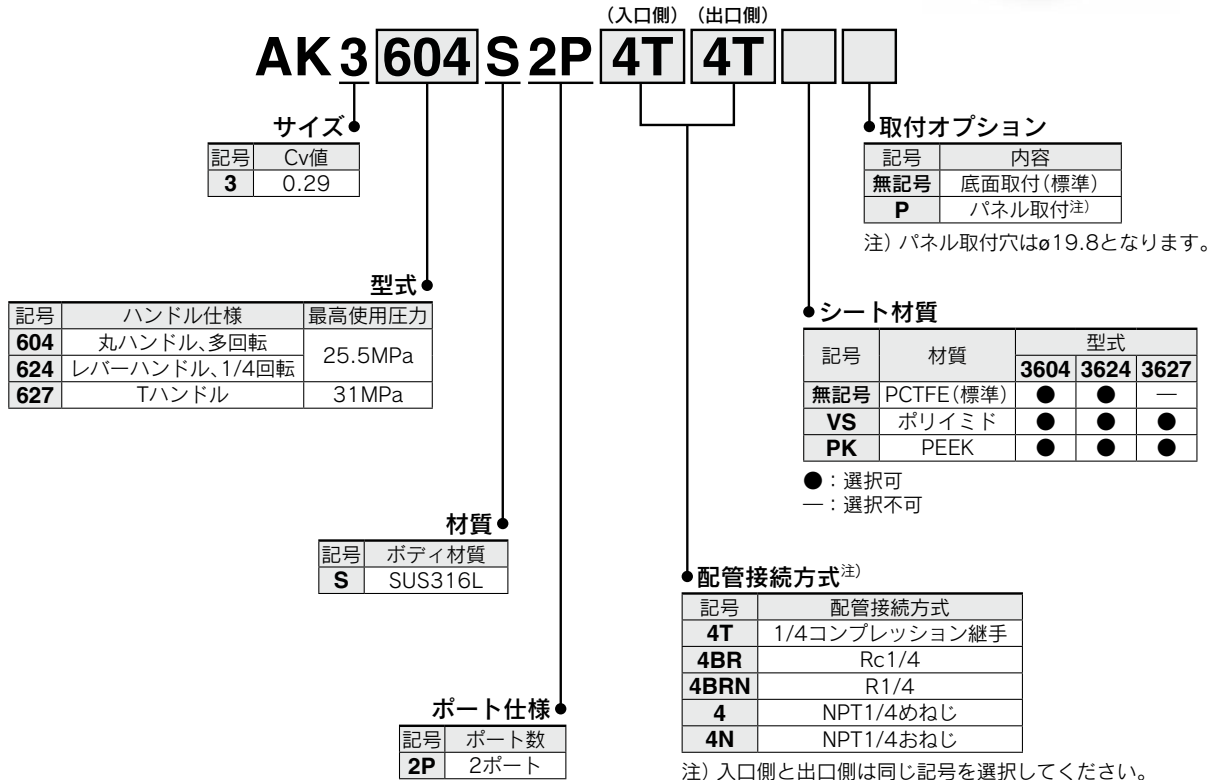 （入口側）（出口側）
AK 3 604 S 2P 4T 4T
サイズ
記号 Cv値
3 0.29
型式
記号 ハンドル仕様 最高使用圧力
604 丸ハンドル、多回転 25.5MPa
624 レバーハンドル、1/4回転
627 Tハンドル 31MPa
材質
記号 ボディ材質
S SUS316L
ポート仕様
記号 ポート数
2P 2ポート
取付オプション
記号 内容
無記号 底面取付（標準）
P パネル取付注）
注）パネル取付穴はø19.8となります。
シート材質
記号 材質 型式
3604 3624 3627
無記号 PCTFE（標準） ● ● —
VS ポリイミド ● ● ●
PK PEEK ● ● ●
●：選択可
—：選択不可
配管接続方式注）
記号 配管接続方式
4T 1/4コンプレッション継手
4BR Rc1/4
4BRN R1/4
4 NPT1/4めねじ
4N NPT1/4おねじ
注）入口側と出口側は同じ記号を選択してください。